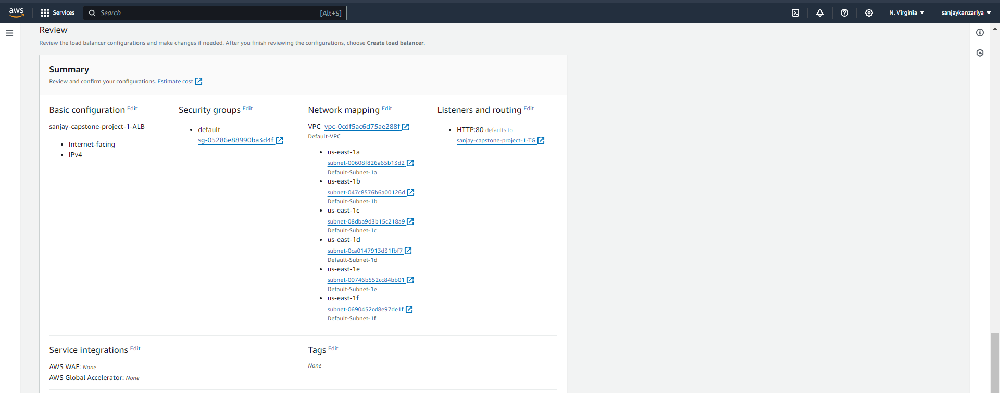 aws
Services
Search
[Alt+S]
N. Virginia
sanjaykanzariya
Review
Review the load balancer configurations and make changes if needed. After you finish reviewing the configurations, choose Create load balancer.
Summary
Review and confirm your configurations. Estimate cost
Basic configuration Edit
sanjay-capstone-project-1-ALB
• Internet-facing
• IPv4
Security groups Edit
• default
sg-05286e88990ba3d4f
Network mapping Edit
VPC vpc-0cdf5ac6d75ae288f
Default-VPC
• us-east-1a
subnet-00608f826a65b13d2
Default-Subnet-1a
• us-east-1b
subnet-047c8576b6a00126d
Default-Subnet-1b
• us-east-1c
subnet-08dba9d3b15c218a9
Default-Subnet-1c
• us-east-1d
subnet-0ca0147913d31fbf7
Default-Subnet-1d
• us-east-1e
subnet-00746b552cc84bb01
Default-Subnet-1e
• us-east-1f
subnet-0690452cd8e97de1f
Default-Subnet-1f
Listeners and routing Edit
• HTTP:80 defaults to
sanjay-capstone-project-1-TG
Service integrations Edit
AWS WAF: None
AWS Global Accelerator: None
Tags Edit
None